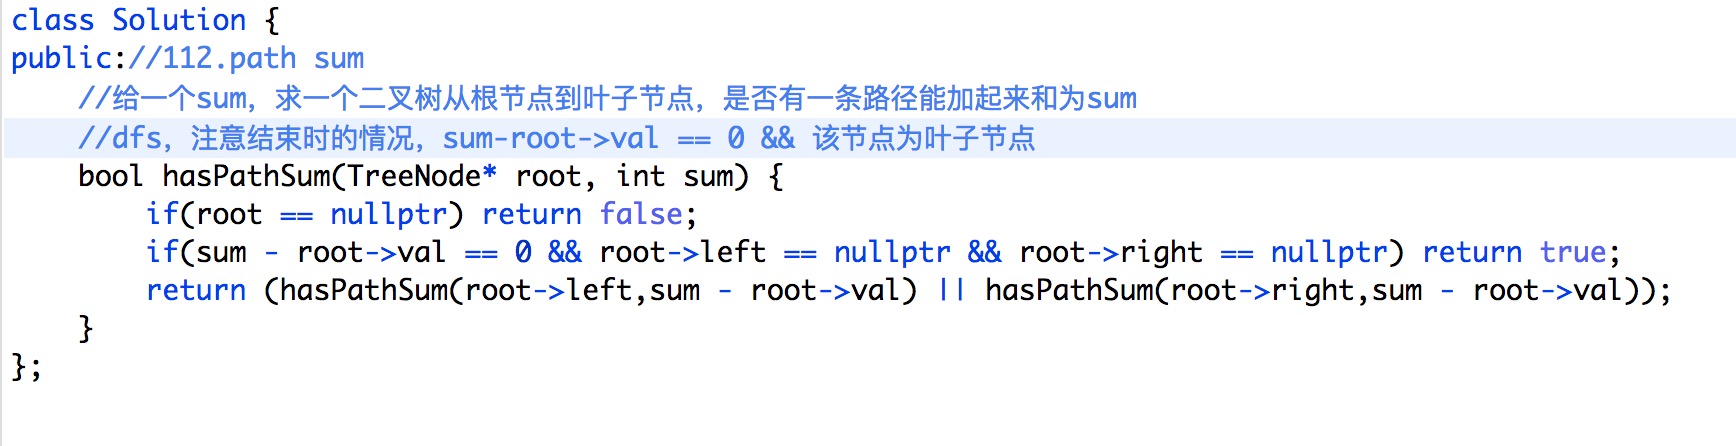 class Solution {
public://112.path sum
    //给一个sum，求一个二叉树从根节点到叶子节点，是否有一条路径能加起来和为sum
    //dfs，注意结束时的情况，sum-root->val == 0 && 该节点为叶子节点
    bool hasPathSum(TreeNode* root, int sum) {
        if(root == nullptr) return false;
        if(sum - root->val == 0 && root->left == nullptr && root->right == nullptr) return true;
        return (hasPathSum(root->left,sum - root->val) || hasPathSum(root->right,sum - root->val));
    }
};